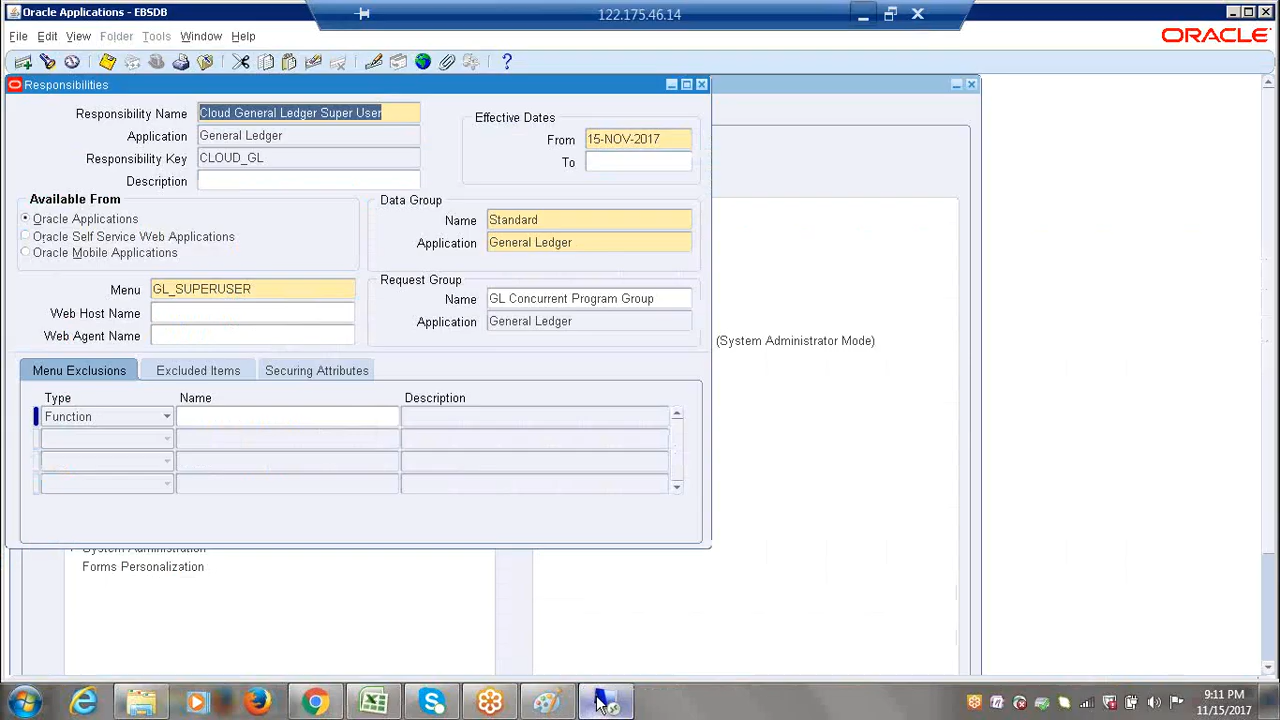 Oracle Applications - EBSDB
122.175.46.14
File Edit View Folder Tools Window Help
ORACLE
Responsibilities
Responsibility Name Cloud General Ledger Super User
Application General Ledger
Responsibility Key CLOUD_GL
Description
Effective Dates
From 15-NOV-2017
To
Available From
Oracle Applications
Oracle Self Service Web Applications
Oracle Mobile Applications
Data Group
Name Standard
Application General Ledger
Menu GL_SUPERUSER
Web Host Name
Web Agent Name
Request Group
Name GL Concurrent Program Group
Application General Ledger
(System Administrator Mode)
Menu Exclusions Excluded Items Securing Attributes
Type Name Description
Function
System Administration
Forms Personalization
9:11 PM
11/15/2017